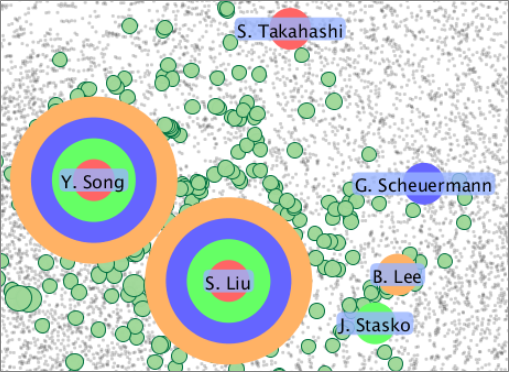 S. Takahashi
Y. Song
G. Scheuermann
S. Liu
B. Lee
J. Stasko